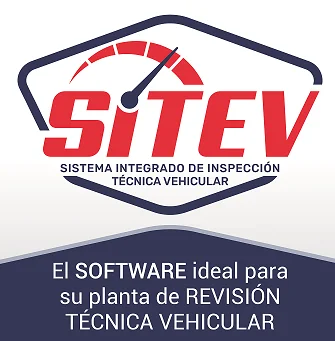 SiTEV
SISTEMA INTEGRADO DE INSPECCIÓN
TÉCNICA VEHICULAR
El SOFTWARE ideal para
su planta de REVISIÓN
TÉCNICA VEHICULAR